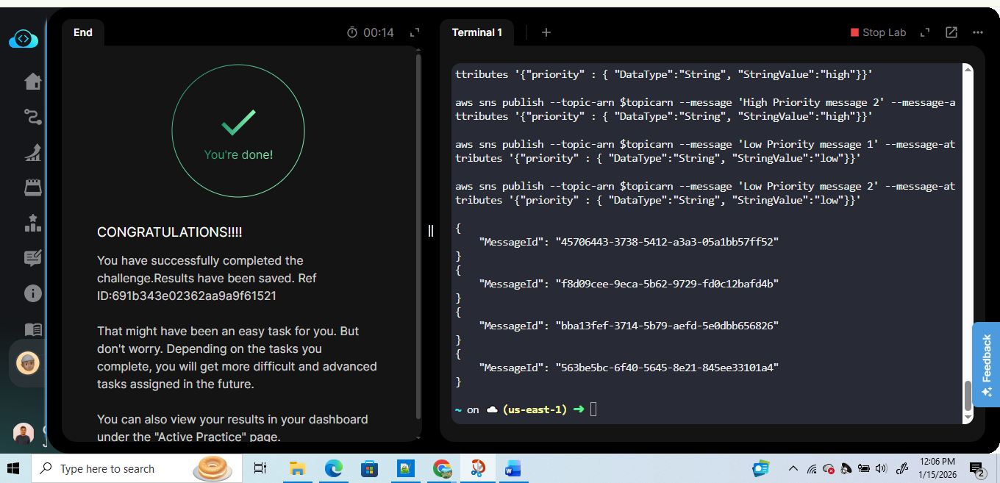 End
00:14
You're done!
CONGRATULATIONS!!!!
You have successfully completed the
challenge.Results have been saved. Ref
ID:691b343e02362aa9a9f61521
That might have been an easy task for you. But
don't worry. Depending on the tasks you
complete, you will get more difficult and advanced
tasks assigned in the future.
You can also view your results in your dashboard
under the "Active Practice" page.
Terminal 1
Stop Lab
ttributes '{"priority" : { "DataType":"String", "StringValue":"high"}}'
aws sns publish --topic-arn $topicarn --message 'High Priority message 2' --message-a
ttributes '{"priority" : { "DataType":"String", "StringValue":"high"}}'
aws sns publish --topic-arn $topicarn --message 'Low Priority message 1' --message-at
tributes '{"priority" : { "DataType":"String", "StringValue":"low"}}'
aws sns publish --topic-arn $topicarn --message 'Low Priority message 2' --message-at
tributes '{"priority" : { "DataType":"String", "StringValue":"low"}}'
{
"MessageId": "45706443-3738-5412-a3a3-05a1bb57ff52"
}
{
"MessageId": "f8d09cee-9eca-5b62-9729-fd0c12bafd4b"
}
{
"MessageId": "bba13fef-3714-5b79-aefd-5e0dbb656826"
}
{
"MessageId": "563be5bc-6f40-5645-8e21-845ee33101a4"
}
~ on (us-east-1) ➜
Feedback
Type here to search
12:06 PM
1/15/2026
2